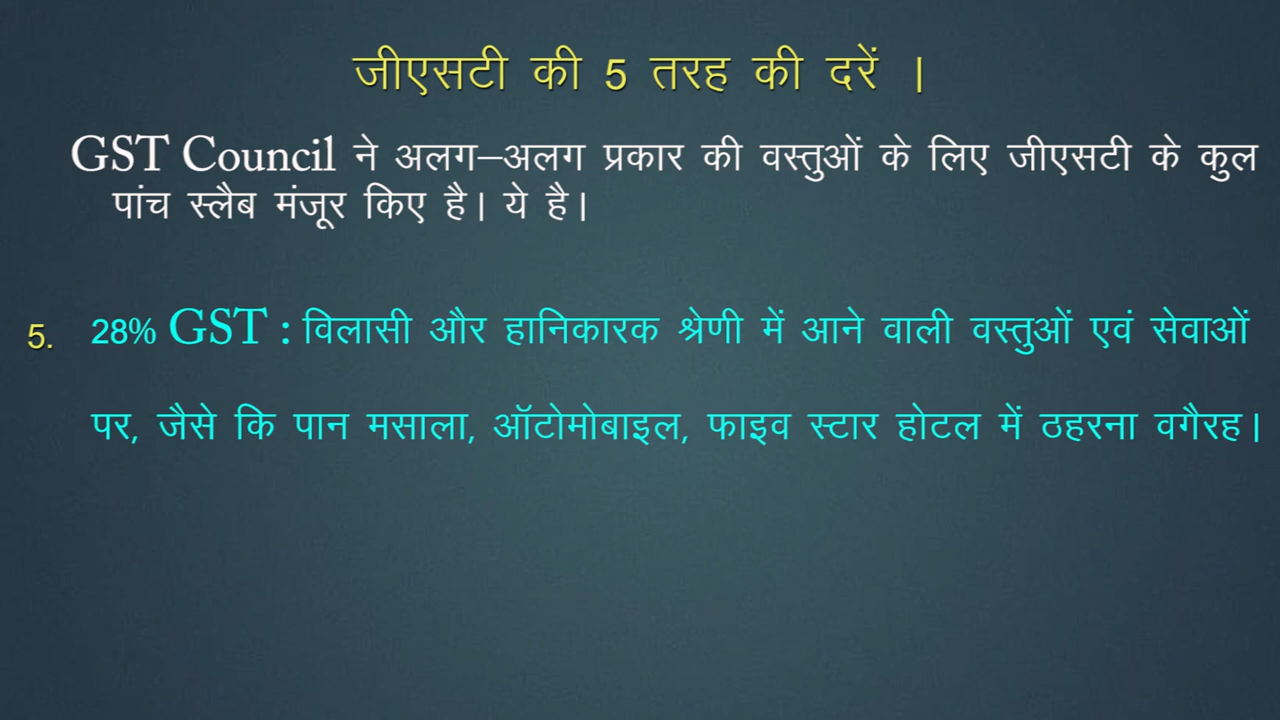 जीएसटी की 5 तरह की दरें ।
GST Council ने अलग–अलग प्रकार की वस्तुओं के लिए जीएसटी के कुल
पांच स्लैब मंजूर किए है। ये है।
5. 28% GST : विलासी और हानिकारक श्रेणी में आने वाली वस्तुओं एवं सेवाओं
पर, जैसे कि पान मसाला, ऑटोमोबाइल, फाइव स्टार होटल में ठहरना वगैरह।